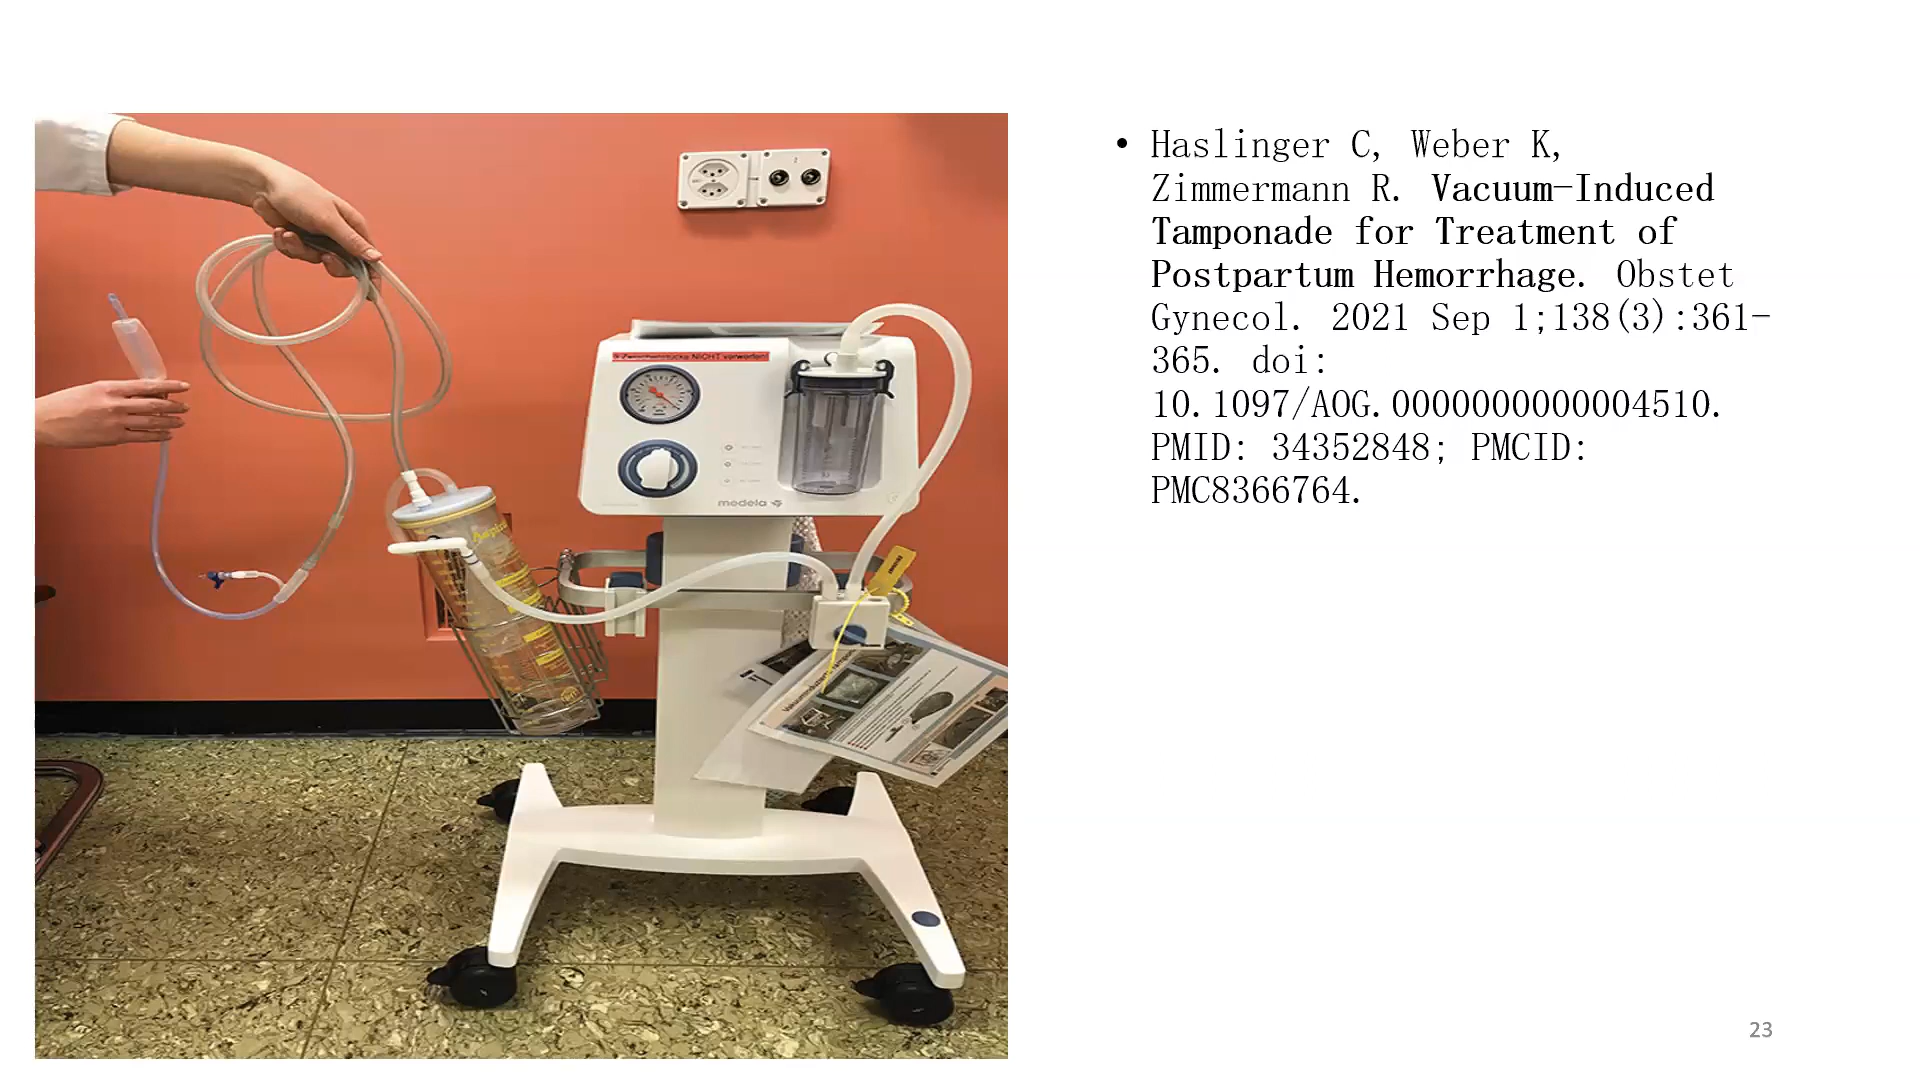 • Haslinger C, Weber K,
Zimmermann R. Vacuum-Induced
Tamponade for Treatment of
Postpartum Hemorrhage. Obstet
Gynecol. 2021 Sep 1;138(3):361-
365. doi:
10.1097/AOG.0000000000004510.
PMID: 34352848; PMCID:
PMC8366764.
NICHT
medela
23